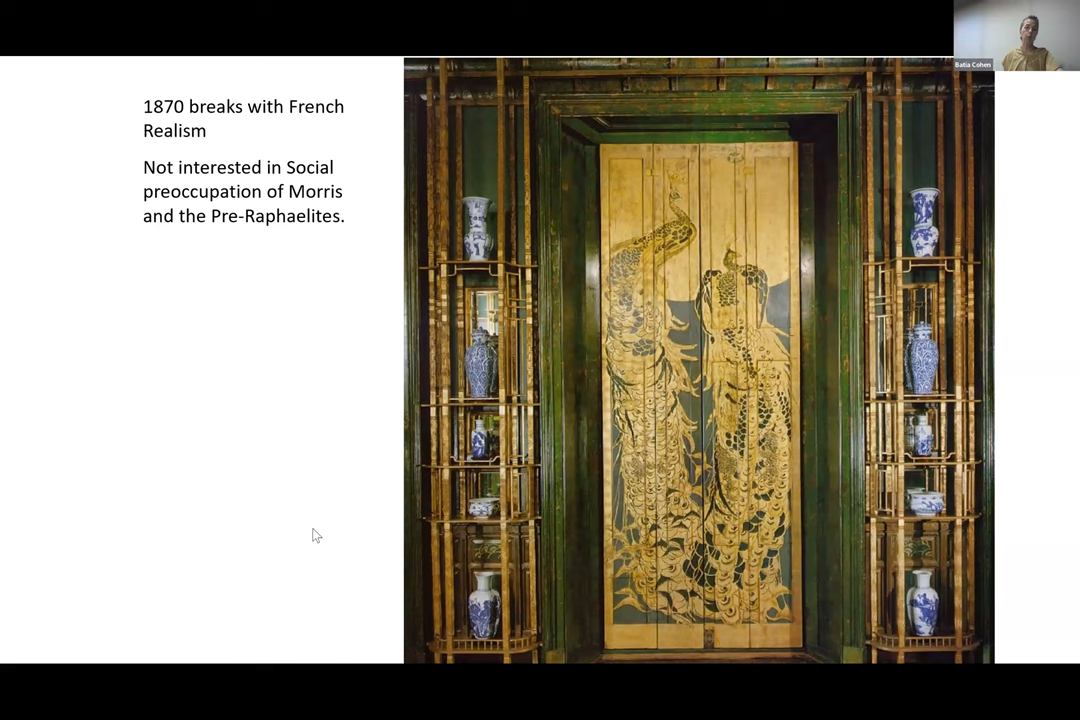 1870 breaks with French
Realism
Not interested in Social
preoccupation of Morris
and the Pre-Raphaelites.
Batia Cohen